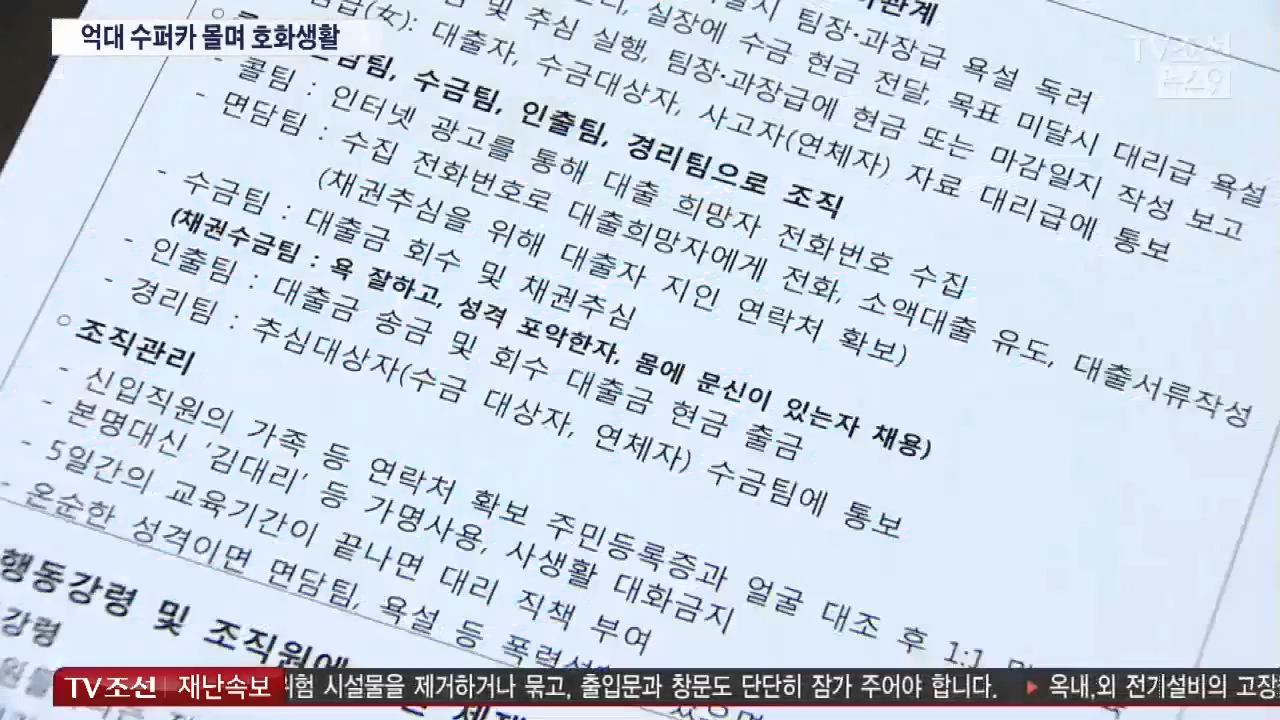 억대 수퍼카 몰며 호화생활
TV조선
뉴스9
실장에 수금 현금 전달, 목표 미달시 대리급 욕설
팀장·과장급 욕설 독려
및 추심 실행, 팀장·과장급에 현금 또는 마감일지 작성 보고
(女): 대출자, 수금대상자, 사고자(연체자) 자료 대리급에 통보
수금팀, 인출팀, 경리팀으로 조직
- 콜팀 : 인터넷 광고를 통해 대출 희망자 전화번호 수집
- 면담팀 : 수집 전화번호로 대출희망자에게 전화, 소액대출 유도, 대출서류작성
(채권추심을 위해 대출자 지인 연락처 확보)
- 수금팀 : 대출금 회수 및 채권추심
(채권수금팀 : 욕 잘하고, 성격 포악한자, 몸에 문신이 있는자 채용)
- 인출팀 : 대출금 송금 및 회수 대출금 현금 출금
- 경리팀 : 추심대상자(수금 대상자, 연체자) 수금팀에 통보
○ 조직관리
- 신입직원의 가족 등 연락처 확보 주민등록증과 얼굴 대조 후 1:1
- 본명대신 '김대리' 등 가명사용, 사생활 대화금지
- 5일간의 교육기간이 끝나면 대리 직책 부여
- 온순한 성격이면 면담팀, 욕설 등
행동강령 및 조직원에
강령
TV조선 재난속보 위험 시설물을 제거하거나 묶고, 출입문과 창문도 단단히 잠가 주어야 합니다. ▶ 옥내,외 전기설비의